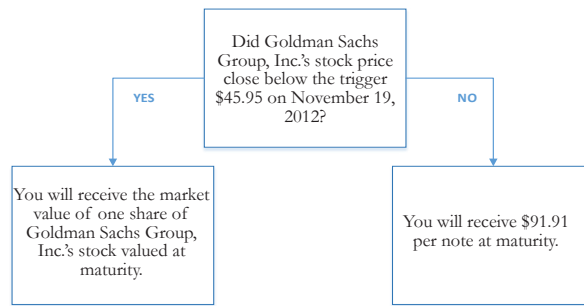 Did Goldman Sachs
Group, Inc.'s stock price
close below the trigger
$45.95 on November 19,
2012?
YES
NO
You will receive the market
value of one share of
Goldman Sachs Group,
Inc.'s stock valued at
maturity.
You will receive $91.91
per note at maturity.